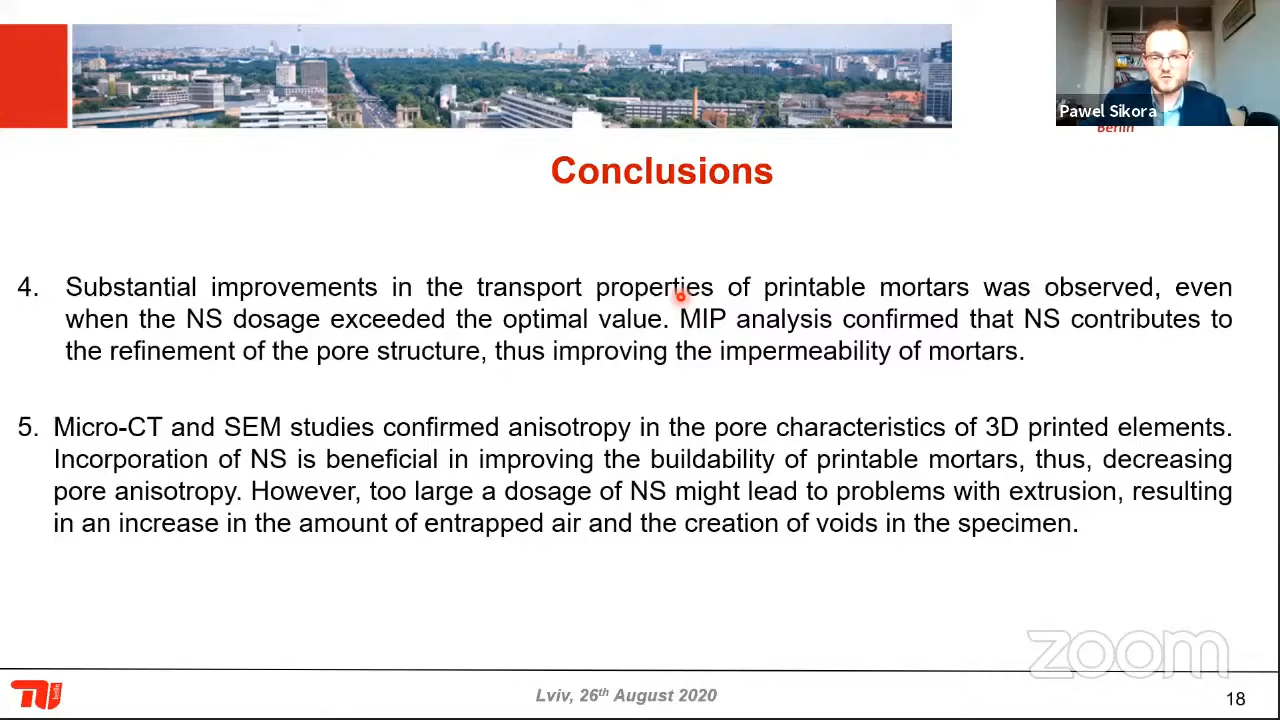 Pawel Sikora
Berlin
Conclusions
4. Substantial improvements in the transport properties of printable mortars was observed, even
when the NS dosage exceeded the optimal value. MIP analysis confirmed that NS contributes to
the refinement of the pore structure, thus improving the impermeability of mortars.
5. Micro-CT and SEM studies confirmed anisotropy in the pore characteristics of 3D printed elements.
Incorporation of NS is beneficial in improving the buildability of printable mortars, thus, decreasing
pore anisotropy. However, too large a dosage of NS might lead to problems with extrusion, resulting
in an increase in the amount of entrapped air and the creation of voids in the specimen.
zoom
Lviv, 26th August 2020
18